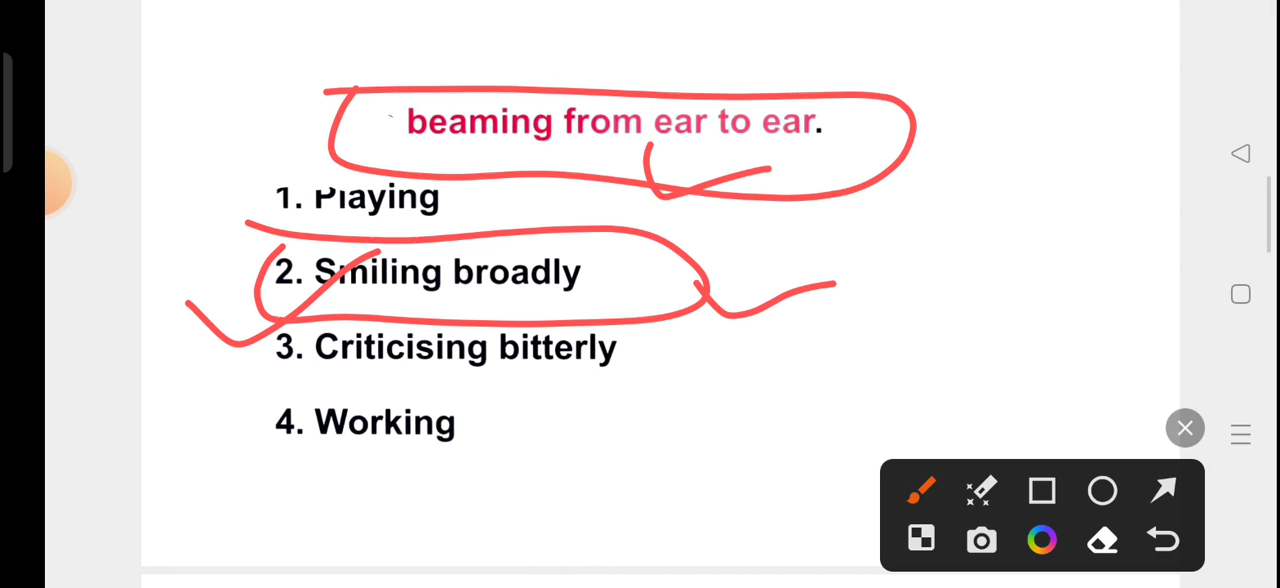 beaming from ear to ear.
1. Playing
2. Smiling broadly
3. Criticising bitterly
4. Working